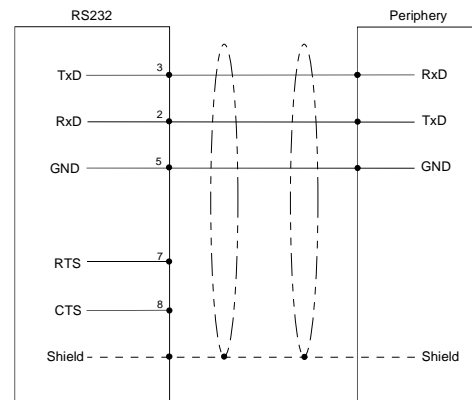 RS232 Periphery
TxD 3 RxD
RxD 2 TxD
GND 5 GND
RTS 7
CTS 8
Shield Shield